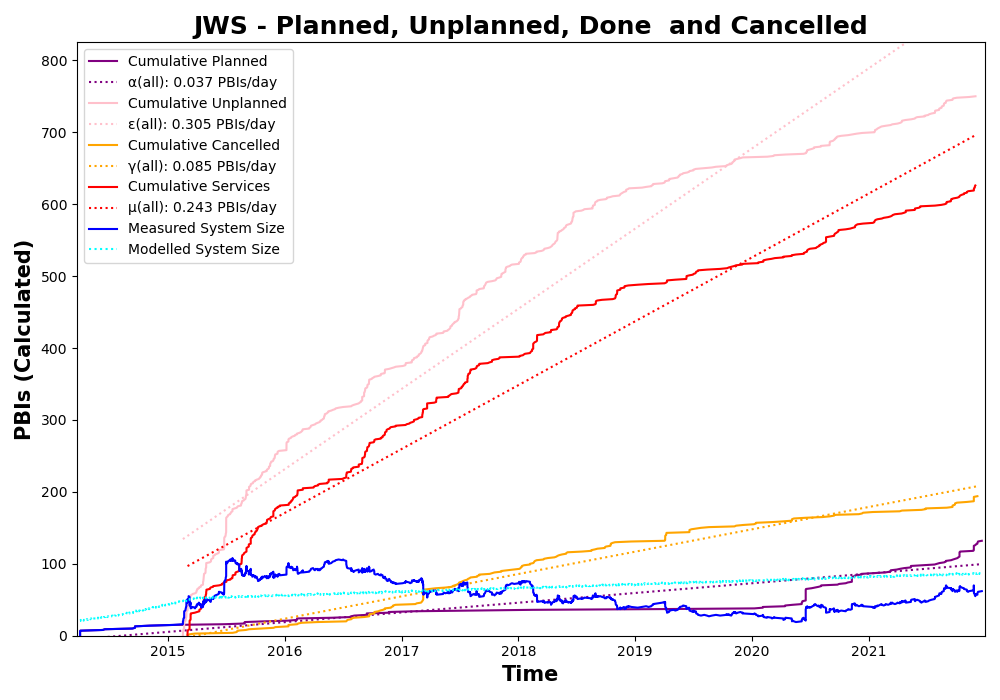 JWS - Planned, Unplanned, Done  and Cancelled
Cumulative Planned
α(all): 0.037 PBIs/day
Cumulative Unplanned
ε(all): 0.305 PBIs/day
Cumulative Cancelled
γ(all): 0.085 PBIs/day
Cumulative Services
μ(all): 0.243 PBIs/day
Measured System Size
Modelled System Size
PBIs (Calculated)
800
700
600
500
400
300
200
100
0
2015
2016
2017
2018
2019
2020
2021
Time